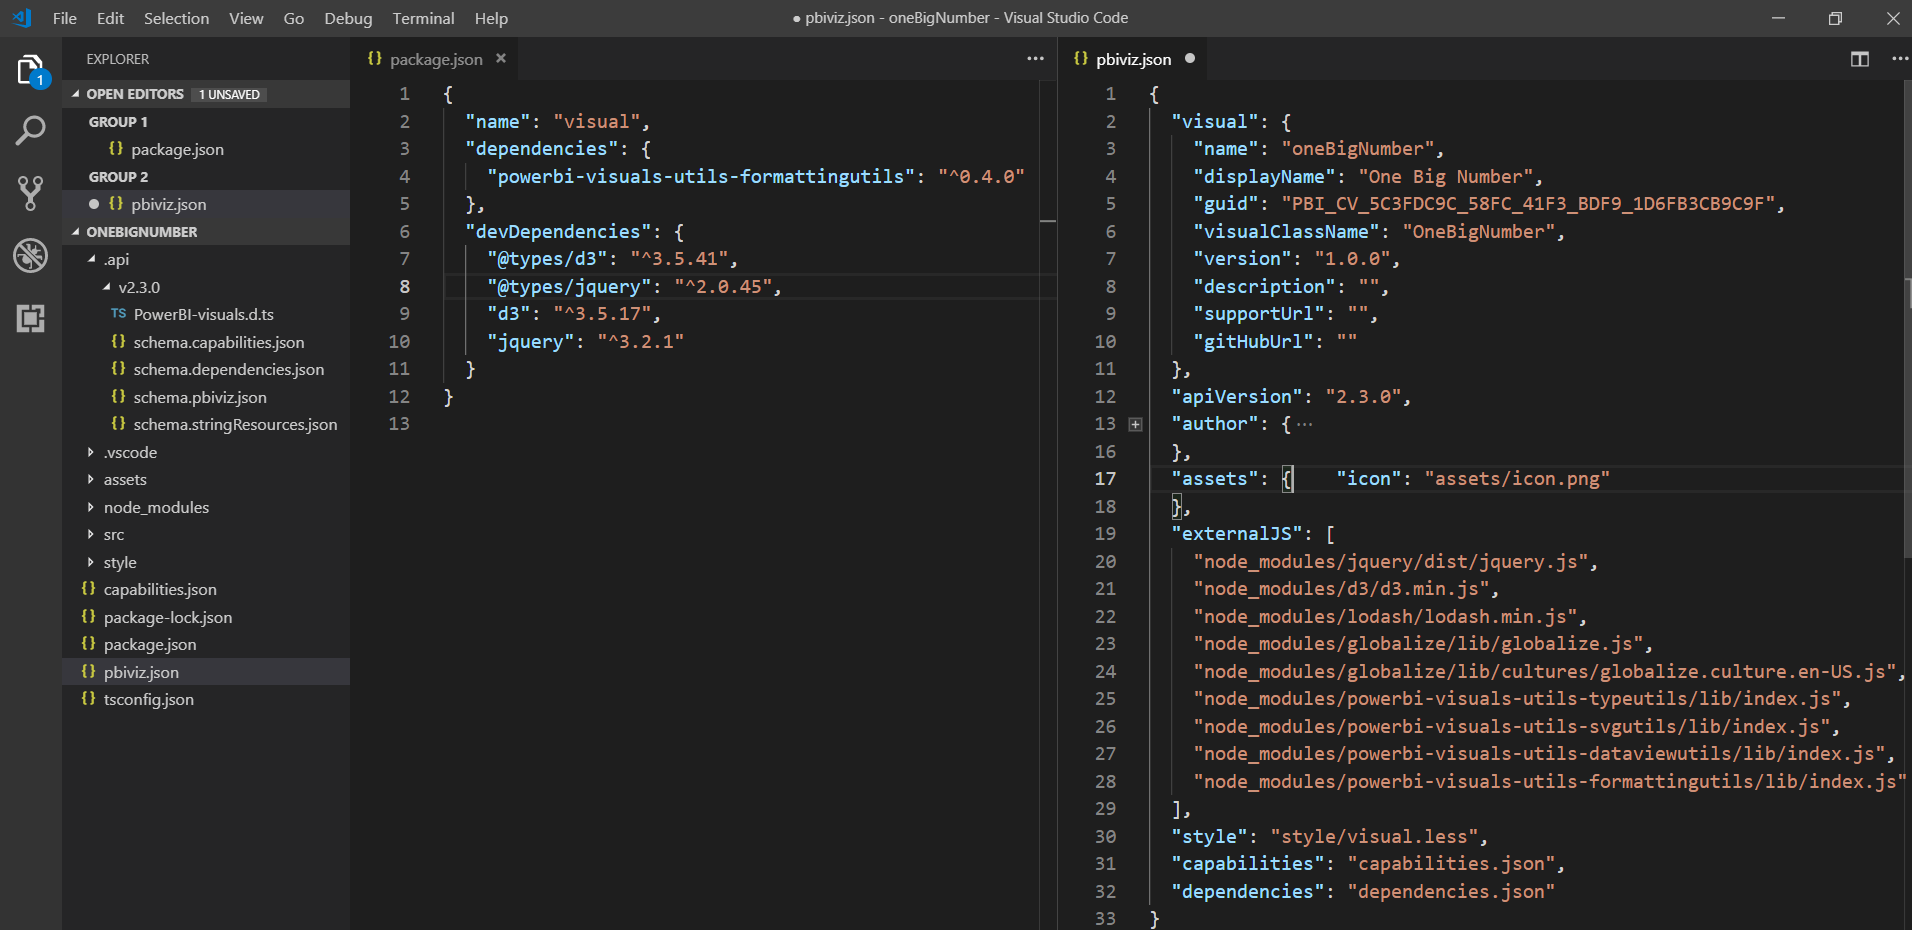 File Edit Selection View Go Debug Terminal Help
● pbiviz.json - oneBigNumber - Visual Studio Code
1
EXPLORER
OPEN EDITORS 1 UNSAVED
GROUP 1
{} package.json
GROUP 2
● {} pbiviz.json
ONEBIGNUMBER
.api
v2.3.0
TS PowerBI-visuals.d.ts
{} schema.capabilities.json
{} schema.dependencies.json
{} schema.pbiviz.json
{} schema.stringResources.json
.vscode
assets
node_modules
src
style
{} capabilities.json
{} package-lock.json
{} package.json
{} pbiviz.json
{} tsconfig.json
{} package.json × ···
1 {
2   "name": "visual",
3   "dependencies": {
4     "powerbi-visuals-utils-formattingutils": "^0.4.0"
5   },
6   "devDependencies": {
7     "@types/d3": "^3.5.41",
8     "@types/jquery": "^2.0.45",
9     "d3": "^3.5.17",
10     "jquery": "^3.2.1"
11   }
12 }
13
{} pbiviz.json ● ···
1 {
2   "visual": {
3     "name": "oneBigNumber",
4     "displayName": "One Big Number",
5     "guid": "PBI_CV_5C3FDC9C_58FC_41F3_BDF9_1D6FB3CB9C9F",
6     "visualClassName": "OneBigNumber",
7     "version": "1.0.0",
8     "description": "",
9     "supportUrl": "",
10     "gitHubUrl": ""
11   },
12   "apiVersion": "2.3.0",
13   "author": {···
16   },
17   "assets": {    "icon": "assets/icon.png"
18   },
19   "externalJS": [
20     "node_modules/jquery/dist/jquery.js",
21     "node_modules/d3/d3.min.js",
22     "node_modules/lodash/lodash.min.js",
23     "node_modules/globalize/lib/globalize.js",
24     "node_modules/globalize/lib/cultures/globalize.culture.en-US.js",
25     "node_modules/powerbi-visuals-utils-typeutils/lib/index.js",
26     "node_modules/powerbi-visuals-utils-svgutils/lib/index.js",
27     "node_modules/powerbi-visuals-utils-dataviewutils/lib/index.js",
28     "node_modules/powerbi-visuals-utils-formattingutils/lib/index.js"
29   ],
30   "style": "style/visual.less",
31   "capabilities": "capabilities.json",
32   "dependencies": "dependencies.json"
33 }